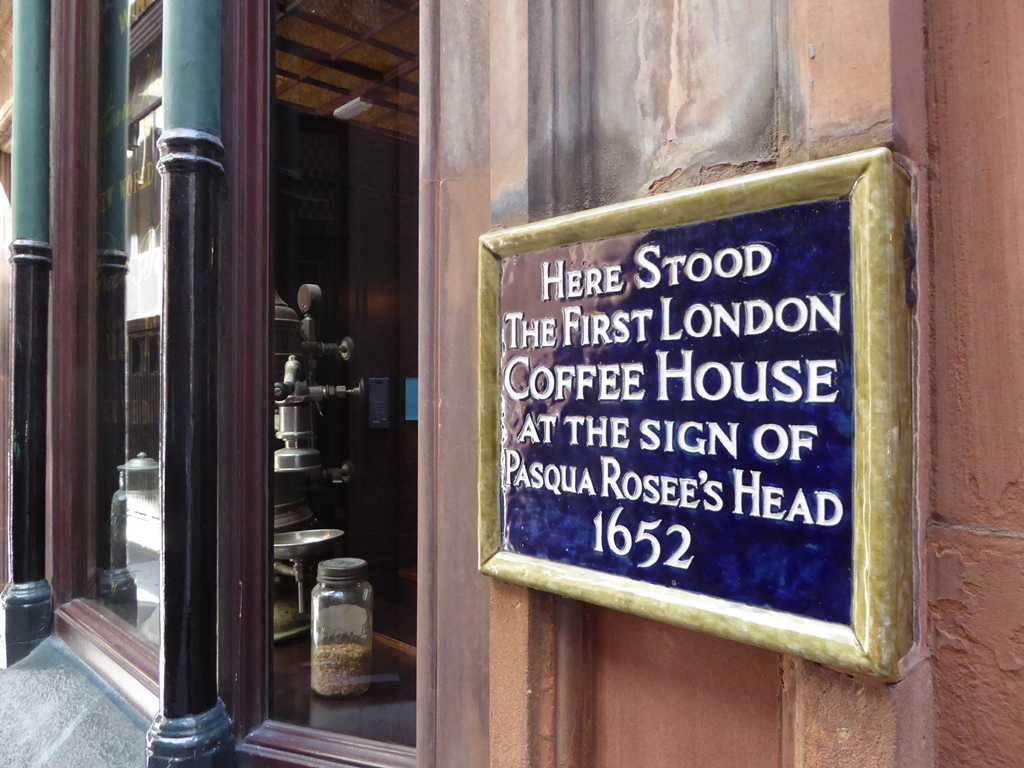 Here Stood
The First London
Coffee House
at the sign of
Pasqua Rosee's Head
1652